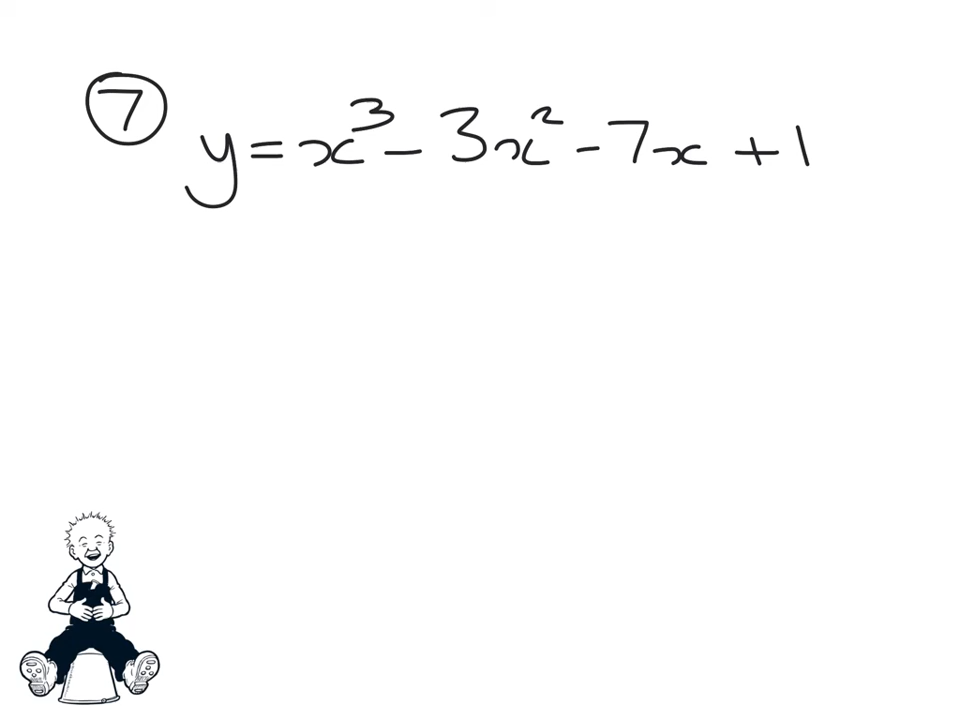 ⑦ y = x³ - 3x² - 7x + 1